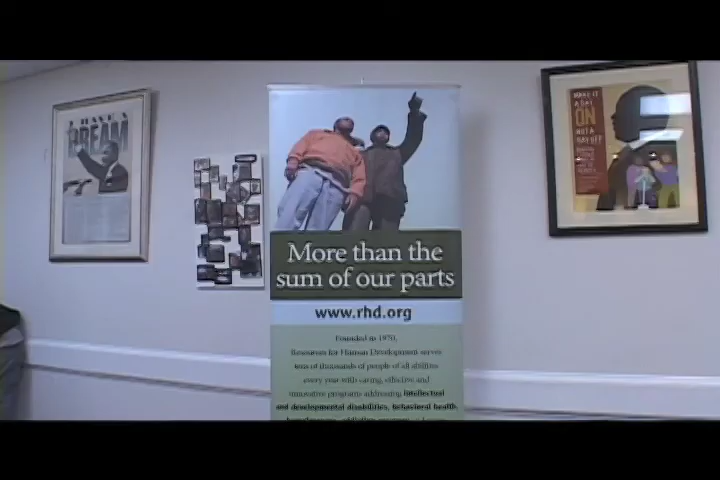 I HAVE A
DREAM
MAKE IT
A DAY
ON
NOT A
DAY OFF
More than the
sum of our parts
www.rhd.org
Founded in 1970,
Resources for Human Development serves
tens of thousands of people of all abilities
every year with caring, effective and
innovative programs addressing intellectual
and developmental disabilities, behavioral health,